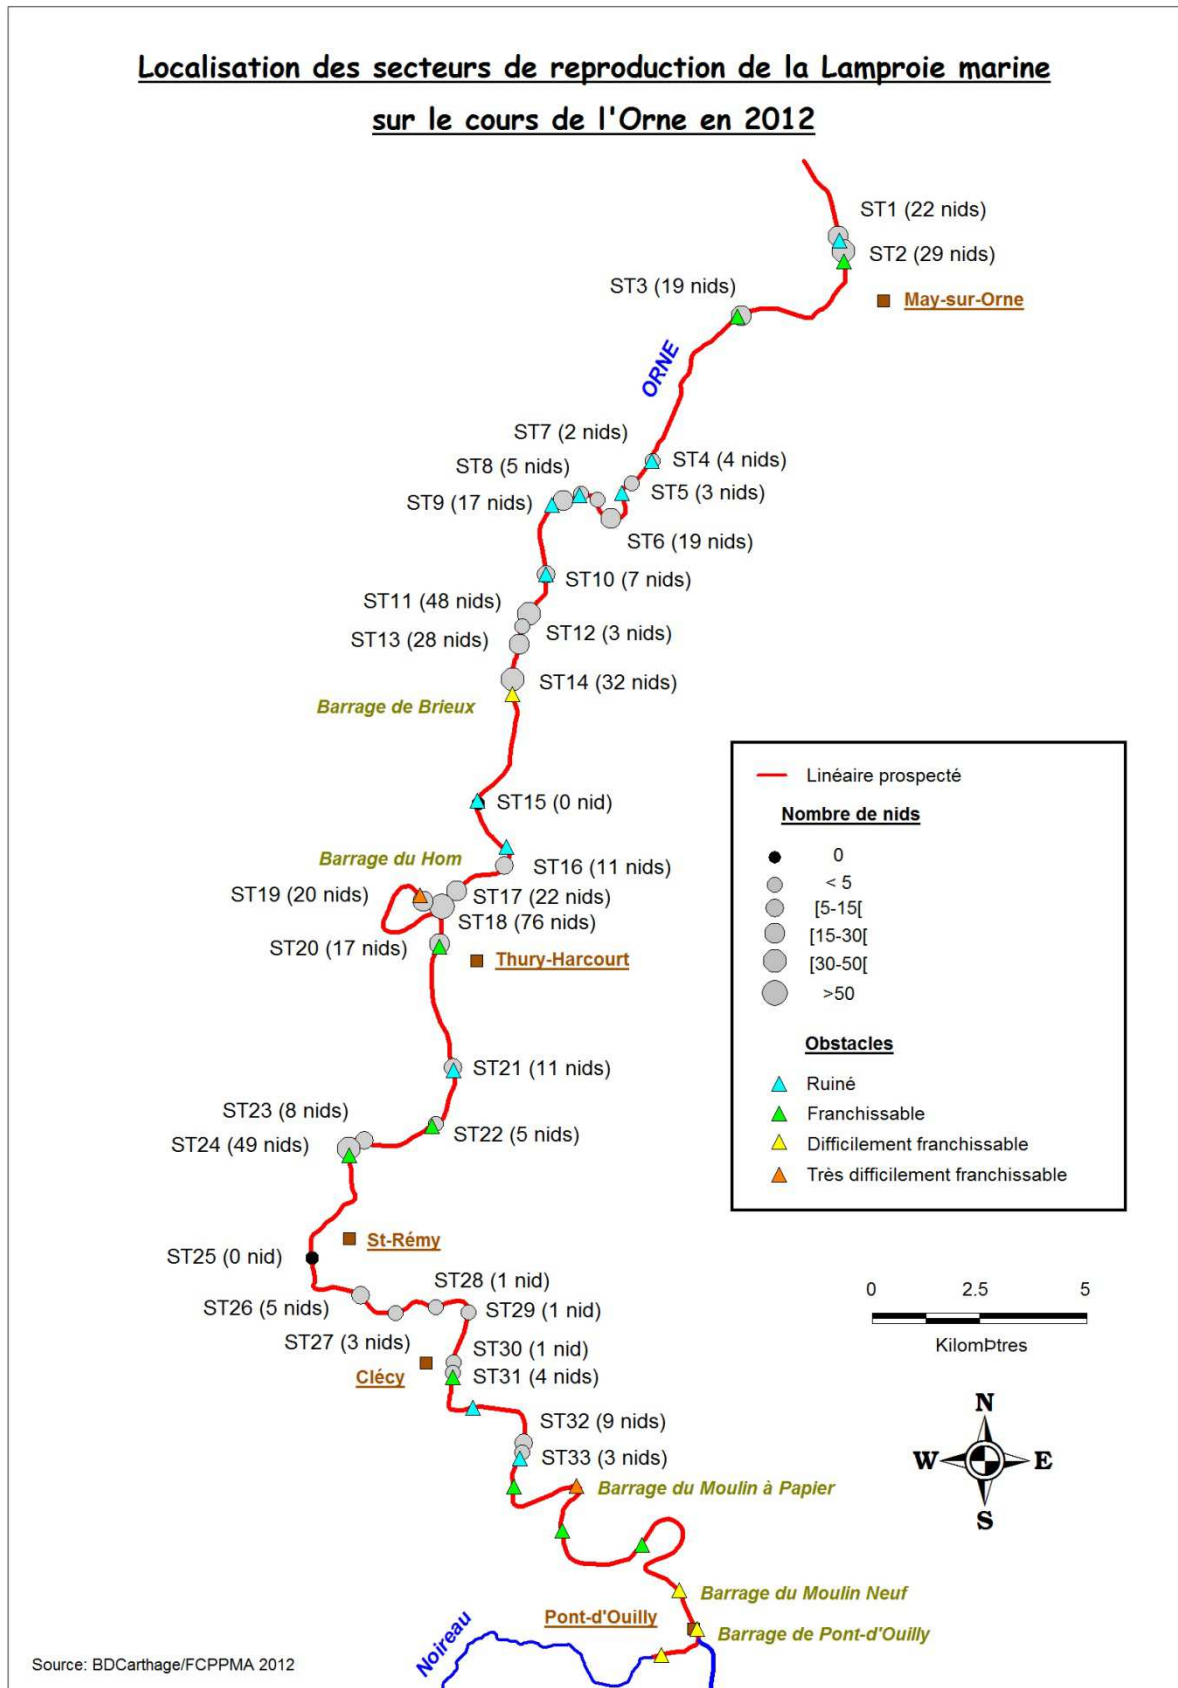 Localisation des secteurs de reproduction de la Lamproie marine
sur le cours de l'Orne en 2012
ST1 (22 nids)
ST2 (29 nids)
ST3 (19 nids)
May-sur-Orne
ORNE
ST7 (2 nids)
ST4 (4 nids)
ST8 (5 nids)
ST5 (3 nids)
ST9 (17 nids)
ST6 (19 nids)
ST10 (7 nids)
ST11 (48 nids)
ST12 (3 nids)
ST13 (28 nids)
ST14 (32 nids)
Barrage de Brieux
ST15 (0 nid)
Barrage du Hom
ST16 (11 nids)
ST19 (20 nids)
ST17 (22 nids)
ST18 (76 nids)
ST20 (17 nids)
Thury-Harcourt
ST21 (11 nids)
ST23 (8 nids)
ST22 (5 nids)
ST24 (49 nids)
St-Rémy
ST25 (0 nid)
ST28 (1 nid)
ST26 (5 nids)
ST29 (1 nid)
ST27 (3 nids)
ST30 (1 nid)
Clécy
ST31 (4 nids)
ST32 (9 nids)
ST33 (3 nids)
Barrage du Moulin à Papier
Barrage du Moulin Neuf
Pont-d'Ouilly
Barrage de Pont-d'Ouilly
Noireau
Linéaire prospecté
Nombre de nids
0
< 5
[5-15[
[15-30[
[30-50[
>50
Obstacles
Ruiné
Franchissable
Difficilement franchissable
Très difficilement franchissable
0 2.5 5
KilomÞtres
N
W E
S
Source: BDCarthage/FCPPMA 2012